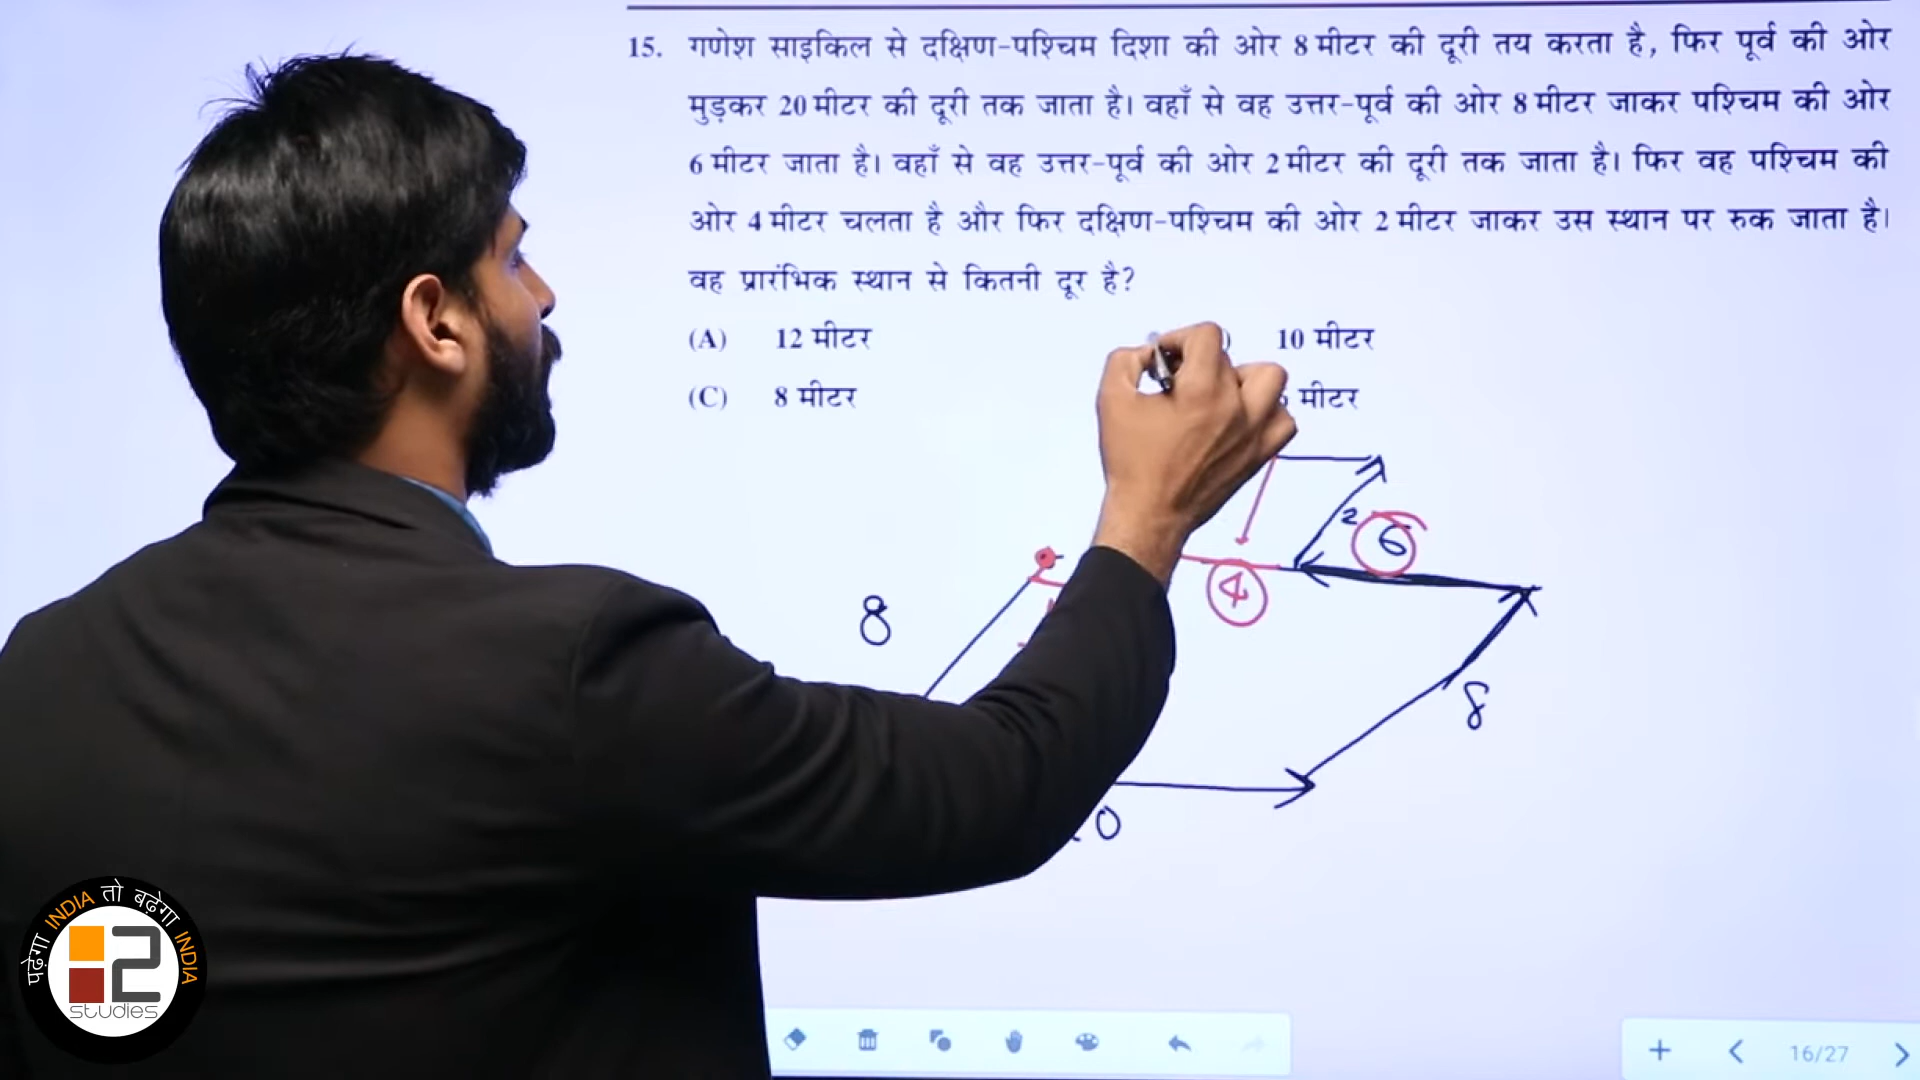 15. गणेश साइकिल से दक्षिण-पश्चिम दिशा की ओर 8 मीटर की दूरी तय करता है, फिर पूर्व की ओर
मुड़कर 20 मीटर की दूरी तक जाता है। वहाँ से वह उत्तर-पूर्व की ओर 8 मीटर जाकर पश्चिम की ओर
6 मीटर जाता है। वहाँ से वह उत्तर-पूर्व की ओर 2 मीटर की दूरी तक जाता है। फिर वह पश्चिम की
ओर 4 मीटर चलता है और फिर दक्षिण-पश्चिम की ओर 2 मीटर जाकर उस स्थान पर रुक जाता है।
वह प्रारंभिक स्थान से कितनी दूर है?
(A) 12 मीटर
10 मीटर
(C) 8 मीटर
मीटर
2
6
4
8
8
0
पढ़ेगा INDIA तो बढ़ेगा INDIA
i2
studies
16/27